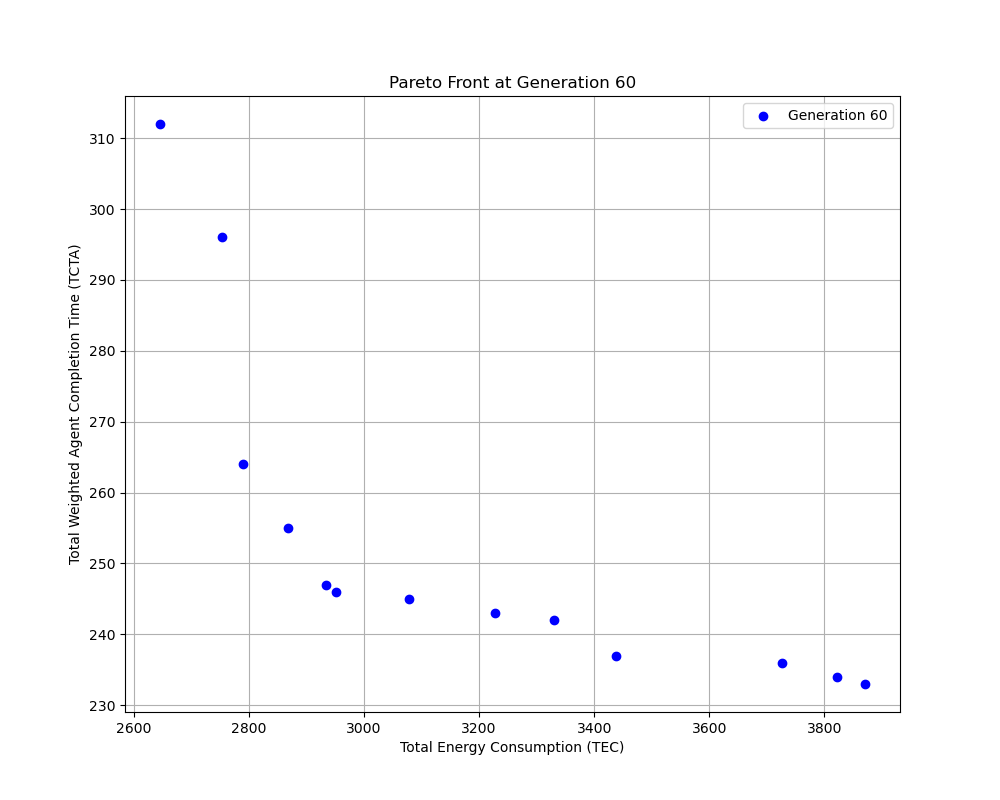 Pareto Front at Generation 60
Generation 60
310
300
290
280
270
260
250
240
230
Total Weighted Agent Completion Time (TCTA)
2600 2800 3000 3200 3400 3600 3800
Total Energy Consumption (TEC)